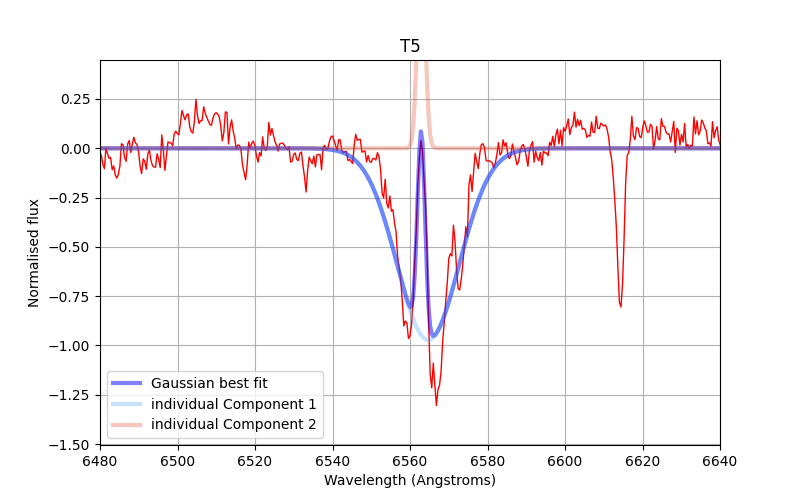 T5
Normalised flux
0.25
0.00
−0.25
−0.50
−0.75
−1.00
−1.25
−1.50
Gaussian best fit
individual Component 1
individual Component 2
6480 6500 6520 6540 6560 6580 6600 6620 6640
Wavelength (Angstroms)